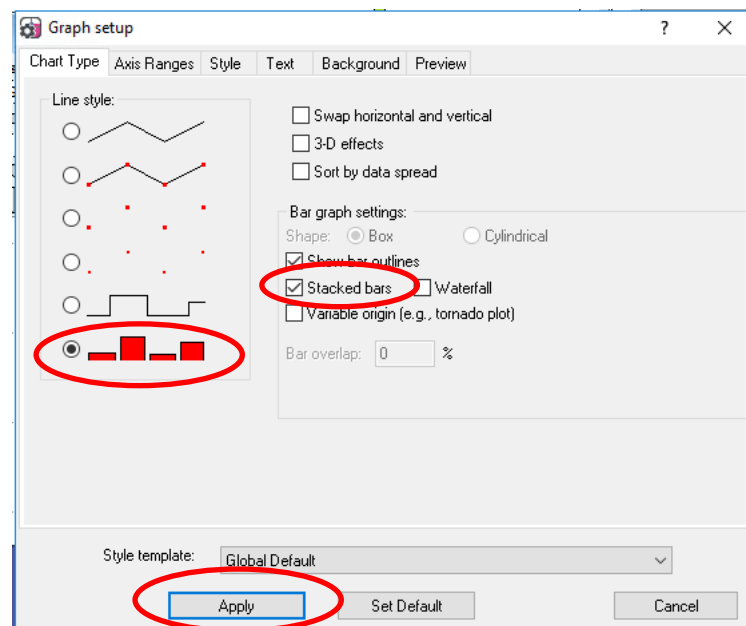 Graph setup
? X
Chart Type Axis Ranges Style Text Background Preview
Line style:
Swap horizontal and vertical
3-D effects
Sort by data spread
Bar graph settings:
Shape: Box Cylindrical
Show bar outlines
Stacked bars Waterfall
Variable origin (e.g., tornado plot)
Bar overlap: 0 %
Style template: Global Default
Apply Set Default Cancel